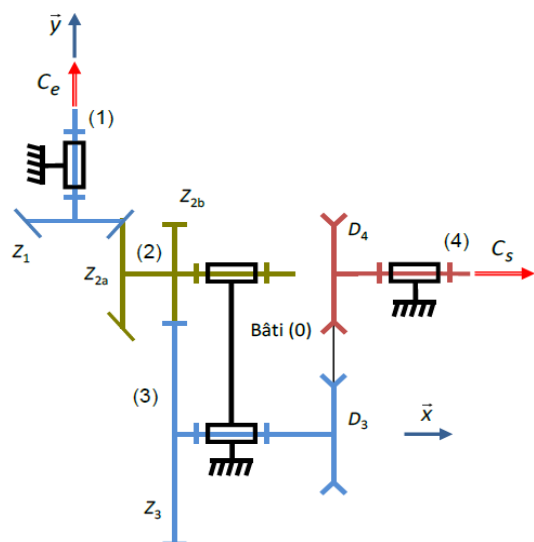 y⃗
Cₑ
(1)
Z₁
Z₂ₐ
(2)
Z₂b
D₄
(4)
Cₛ
Bâti (0)
(3)
D₃
x⃗
Z₃